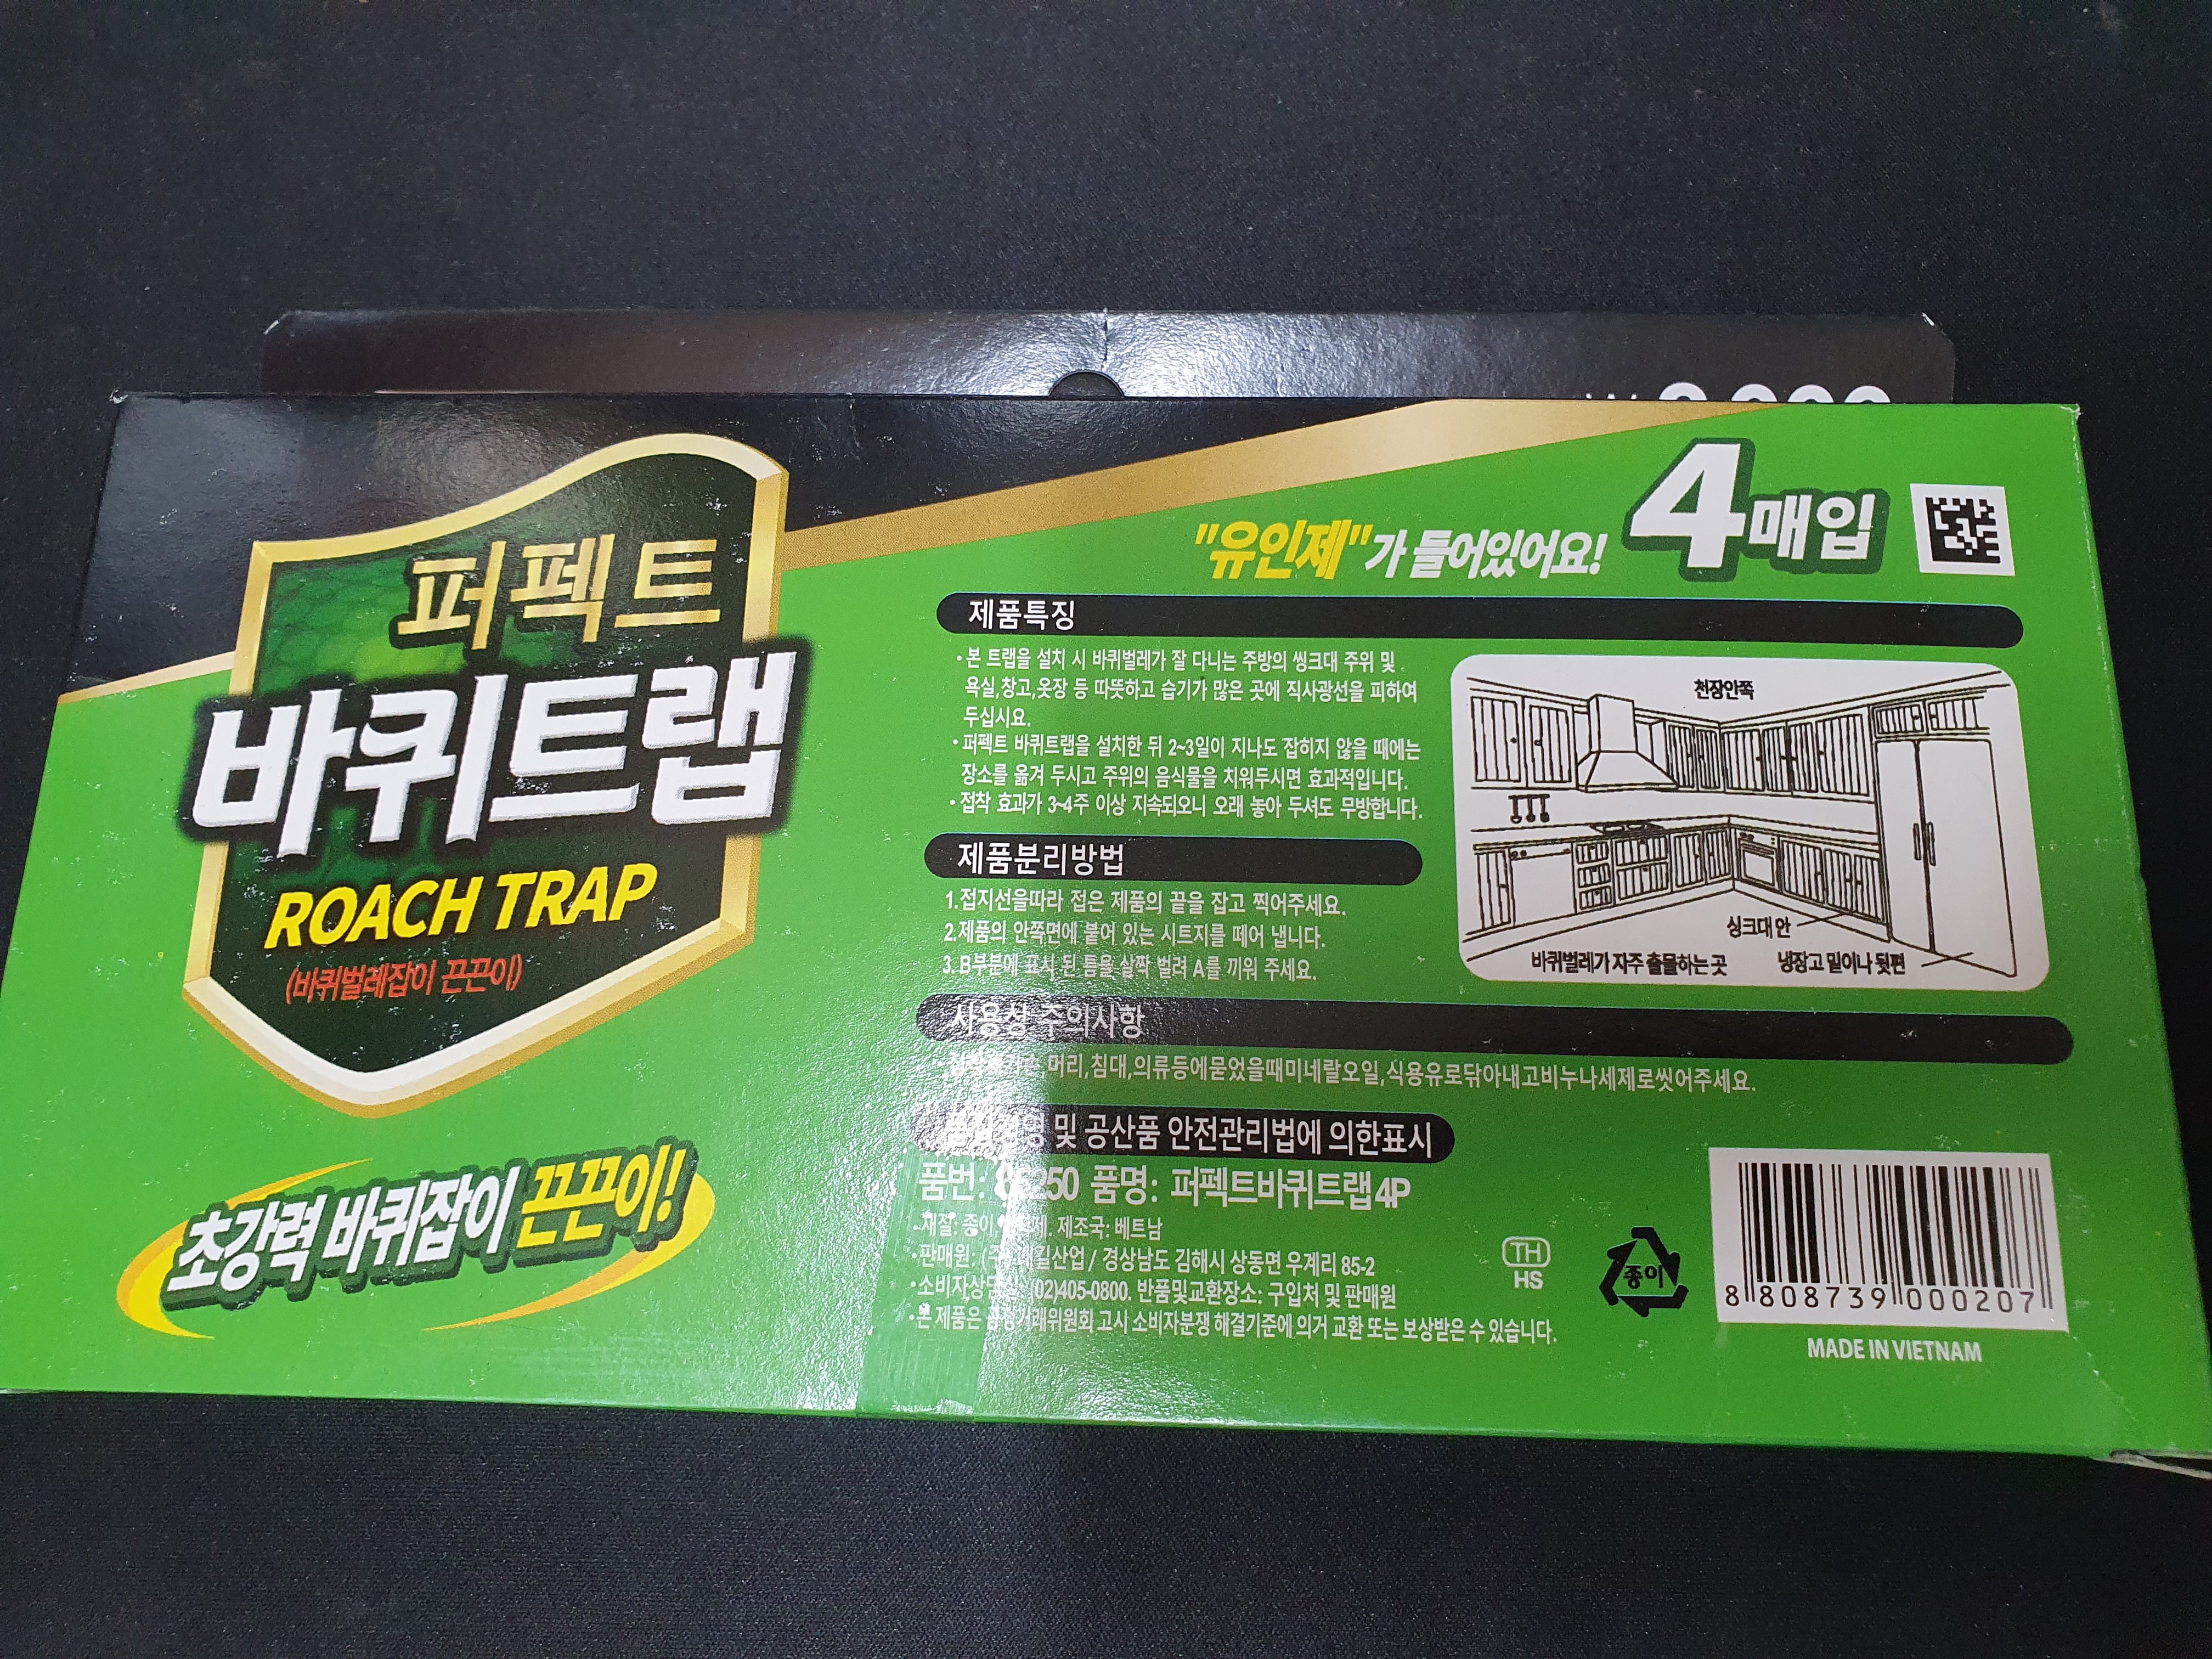 퍼펙트
바퀴트랩
ROACH TRAP
(바퀴벌레잡이 끈끈이)
초강력 바퀴잡이 끈끈이!
"유인제"가 들어있어요!
4매입
제품특징
• 본 트랩을 설치 시 바퀴벌레가 잘 다니는 주방의 씽크대 주위 및
욕실,창고,옷장 등 따뜻하고 습기가 많은 곳에 직사광선을 피하여
두십시요.
• 퍼펙트 바퀴트랩을 설치한 뒤 2~3일이 지나도 잡히지 않을 때에는
장소를 옮겨 두시고 주위의 음식물을 치워두시면 효과적입니다.
• 접착 효과가 3~4주 이상 지속되오니 오래 놓아 두셔도 무방합니다.
천장안쪽
싱크대 안
바퀴벌레가 자주 출몰하는 곳
냉장고 밑이나 뒷편
제품분리방법
1.접지선을따라 접은 제품의 끝을 잡고 찍어주세요.
2.제품의 안쪽면에 붙어 있는 시트지를 떼어 냅니다.
3. B부분에 표시 된 틈을 살짝 벌려 A를 끼워 주세요.
사용상 주의사항
머리,침대,의류등에묻었을때미네랄오일,식용유로닦아내고비누나세제로씻어주세요.
및 공산품 안전관리법에 의한표시
품번: 품명: 퍼펙트바퀴트랩 4P
• 재질: 종이 제조국: 베트남
• 판매원: / 경상남도 김해시 상동면 우계리 85-2
(02)405-0800. 반품및교환장소: 구입처 및 판매원
• 본 제품은 공정거래위원회 고시 소비자분쟁 해결기준에 의거 교환 또는 보상받은 수 있습니다.
TH
HS
종이
8 808739 000207
MADE IN VIETNAM